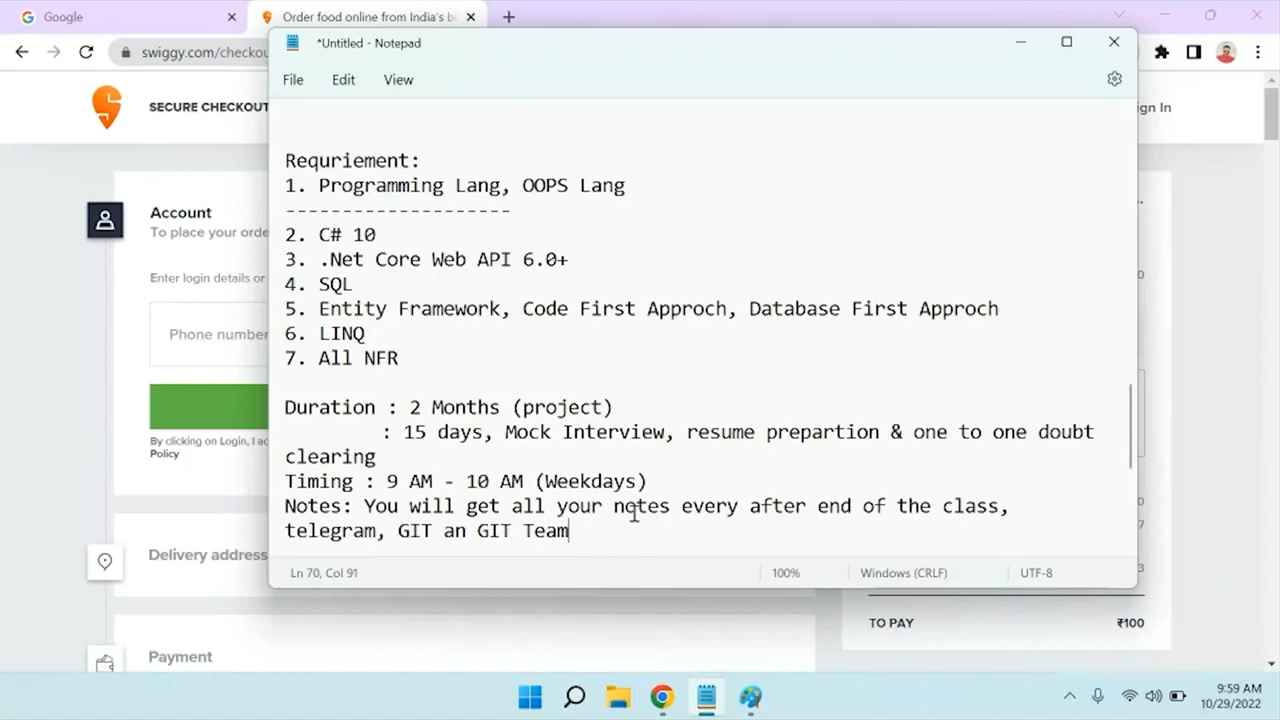 Google
Order food online from India's b
swiggy.com/checkou
*Untitled - Notepad
File Edit View
SECURE CHECKOUT
ign In
Requriement:
1. Programming Lang, OOPS Lang
--------------------
2. C# 10
3. .Net Core Web API 6.0+
4. SQL
5. Entity Framework, Code First Approch, Database First Approch
6. LINQ
7. All NFR
Duration : 2 Months (project)
: 15 days, Mock Interview, resume prepartion & one to one doubt
clearing
Timing : 9 AM - 10 AM (Weekdays)
Notes: You will get all your notes every after end of the class,
telegram, GIT an GIT Team
Ln 70, Col 91 100% Windows (CRLF) UTF-8
Account
To place your orde
Enter login details or
Phone number
By clicking on Login, I ac
Policy
Delivery address
Payment
TO PAY ₹100
9:59 AM
10/29/2022